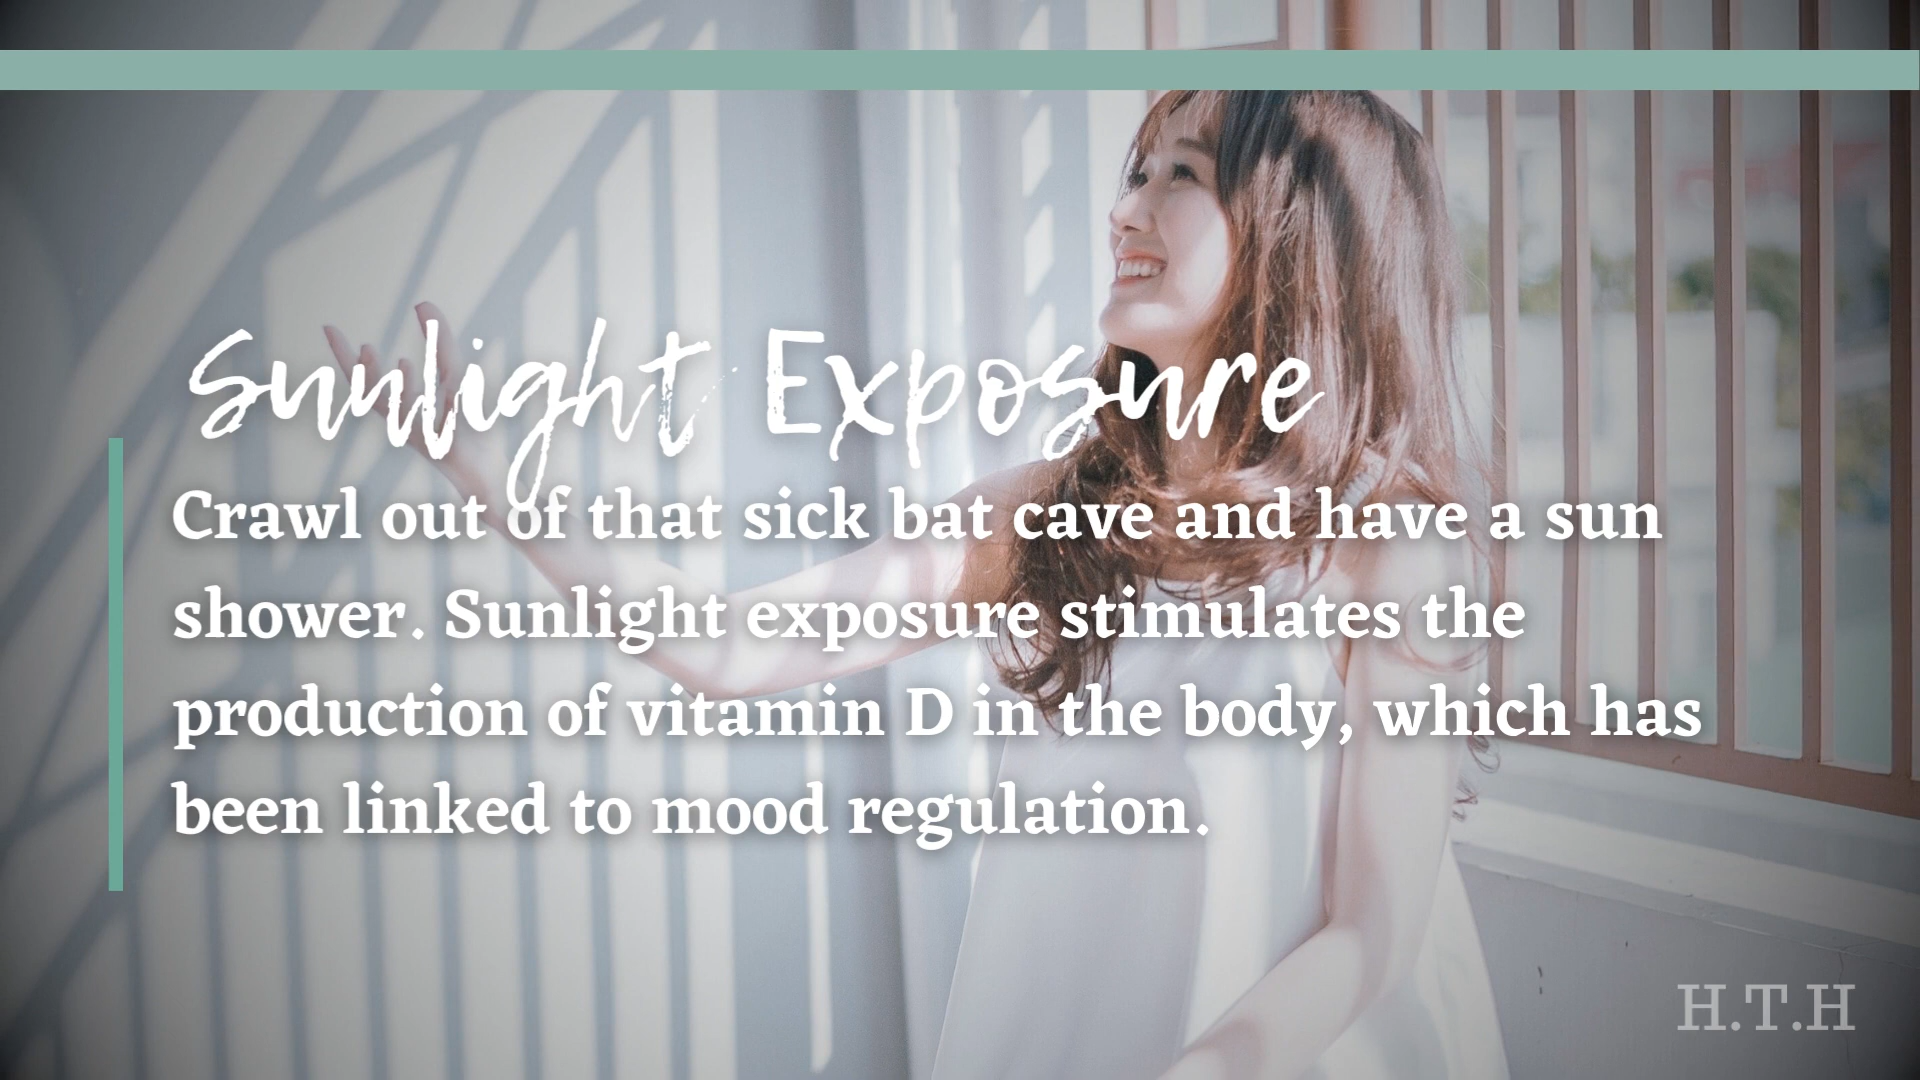 Sunlight Exposure
Crawl out of that sick bat cave and have a sun
shower. Sunlight exposure stimulates the
production of vitamin D in the body, which has
been linked to mood regulation.
H.T.H